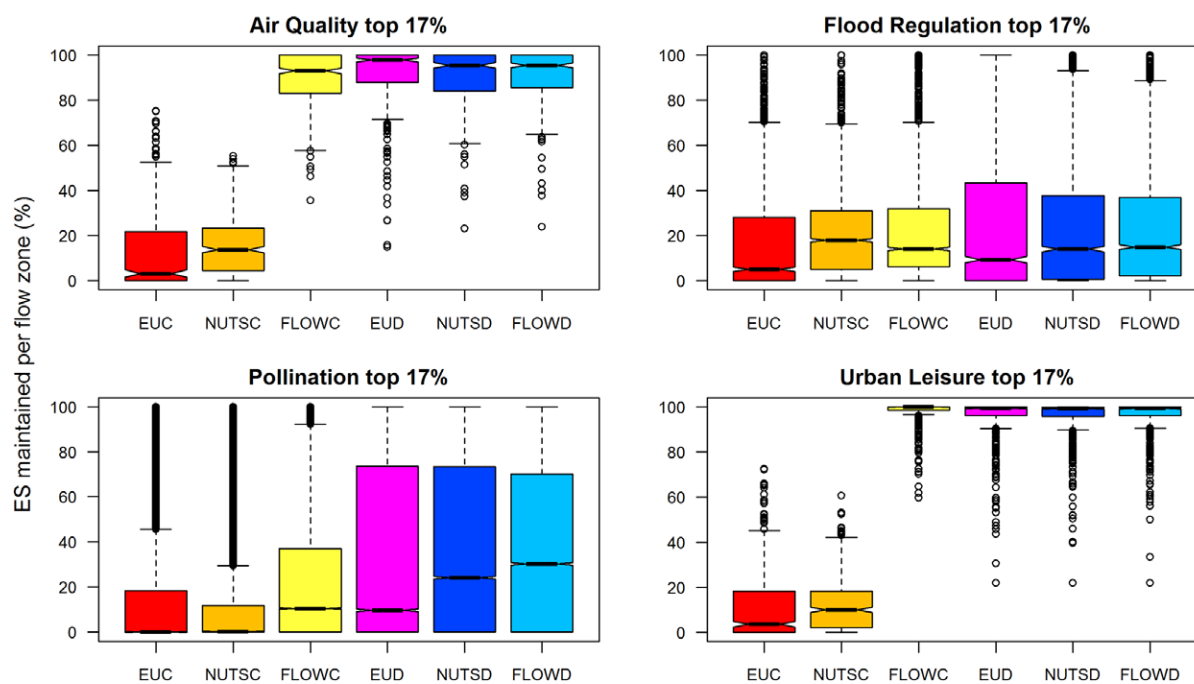 Air Quality top 17%
Flood Regulation top 17%
ES maintained per flow zone (%)
100
80
60
40
20
0
EUC NUTSC FLOWC EUD NUTSD FLOWD
100
80
60
40
20
0
EUC NUTSC FLOWC EUD NUTSD FLOWD
Pollination top 17%
Urban Leisure top 17%
100
80
60
40
20
0
EUC NUTSC FLOWC EUD NUTSD FLOWD
100
80
60
40
20
0
EUC NUTSC FLOWC EUD NUTSD FLOWD